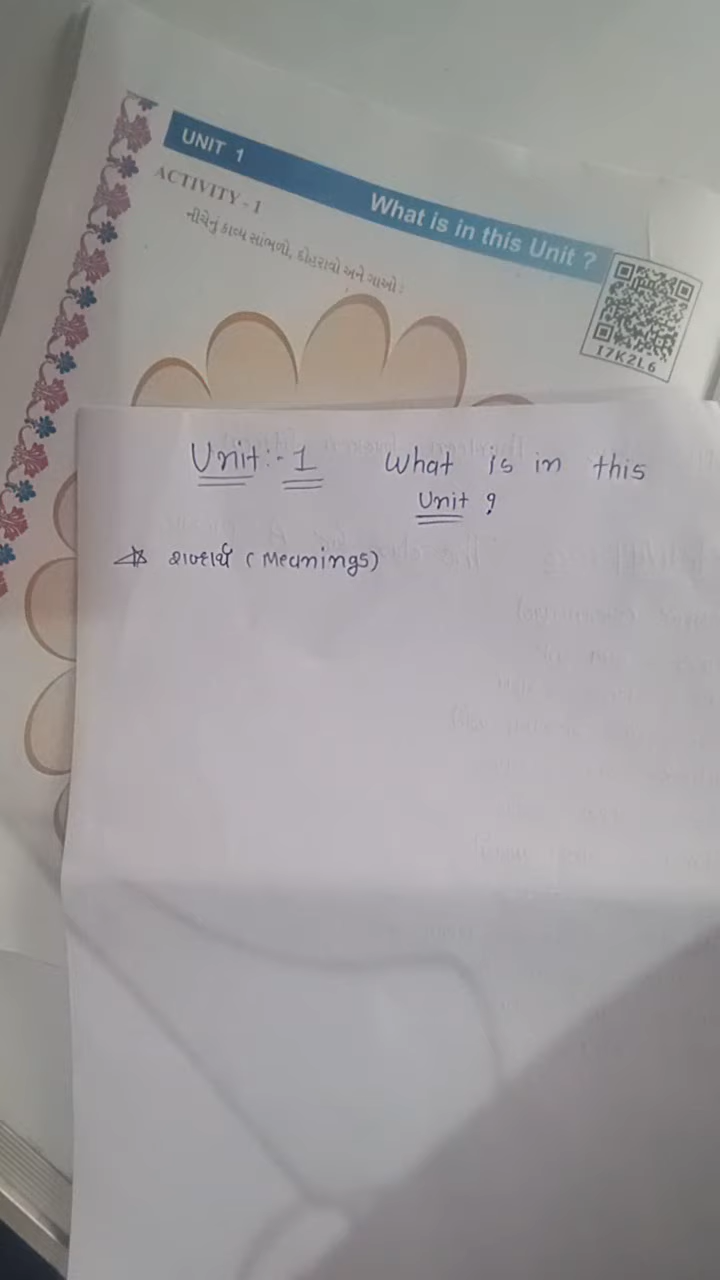 UNIT 1
What is in this Unit ?
ACTIVITY - 1
નીચેનું કાવ્ય સાંભળો, દોહરાવો અને ગાઓ :
17K2L6
Unit:- 1 What is in this
Unit ?
શબ્દાર્થ (Meanings)